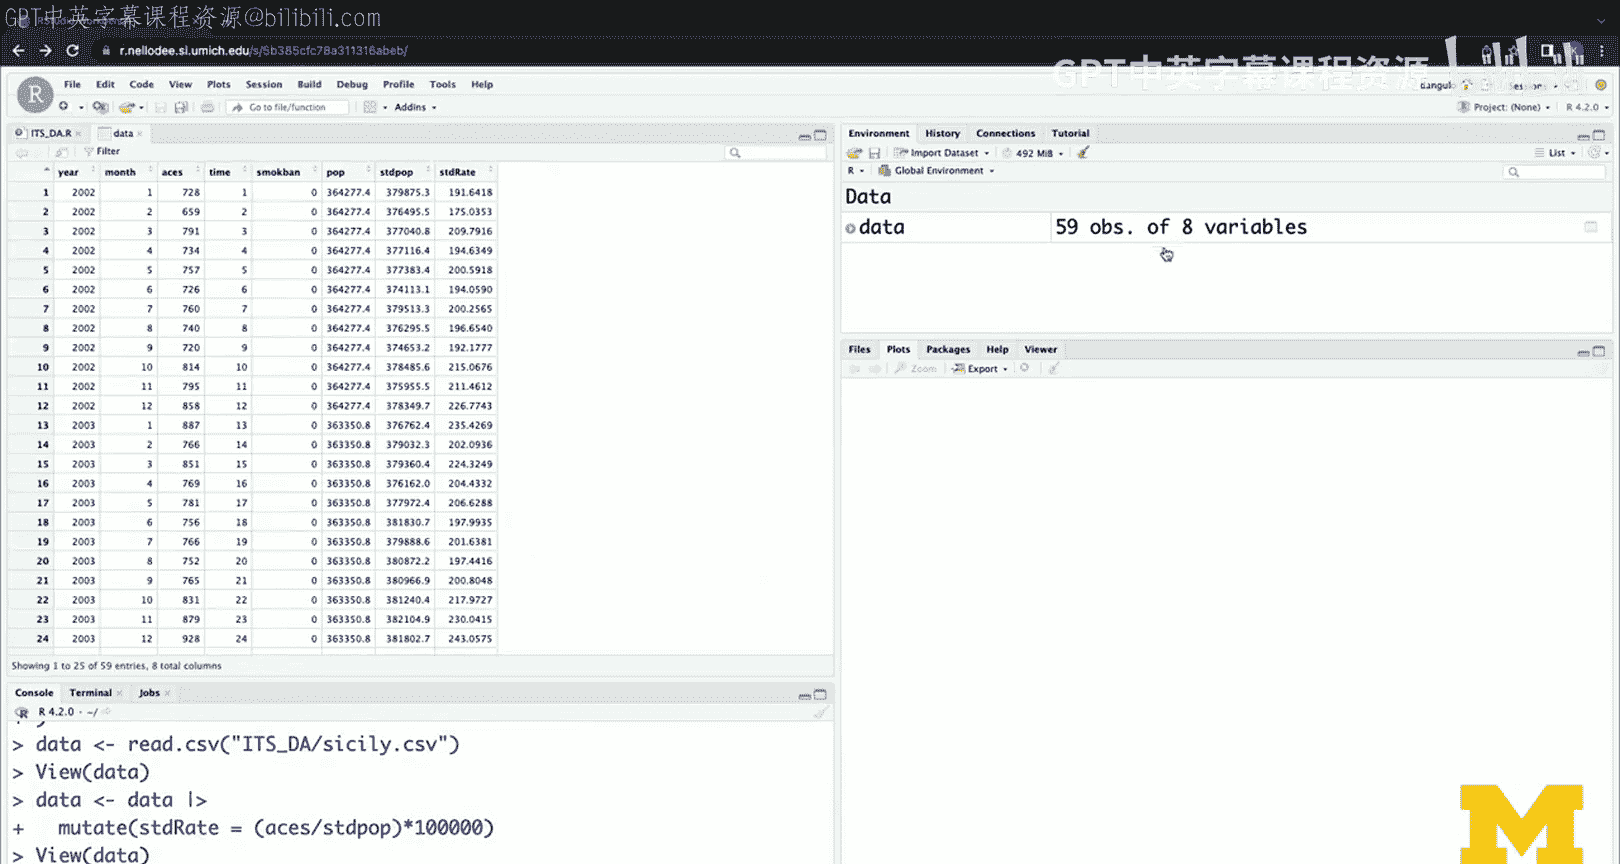 GPT中英字幕课程资源@bilibili.com
r.nellodee.si.umich.edu/s/5b385cfc78a311316abeb/
GPT中英字幕课程资源
File Edit Code View Plots Session Build Debug Profile Tools Help
Go to file/function Addins
Project: (None) R 4.2.0
ITS_DA.R data
Filter
year month aces time smokban pop stdpop stdRate
1 2002 1 728 1 0 364277.4 379875.3 191.6418
2 2002 2 659 2 0 364277.4 376495.5 175.0353
3 2002 3 791 3 0 364277.4 377040.8 209.7916
4 2002 4 734 4 0 364277.4 377116.4 194.6349
5 2002 5 757 5 0 364277.4 377383.4 200.5918
6 2002 6 726 6 0 364277.4 374113.1 194.0590
7 2002 7 760 7 0 364277.4 379513.3 200.2565
8 2002 8 740 8 0 364277.4 376295.5 196.6540
9 2002 9 720 9 0 364277.4 374653.2 192.1777
10 2002 10 814 10 0 364277.4 378485.6 215.0676
11 2002 11 795 11 0 364277.4 375955.5 211.4612
12 2002 12 858 12 0 364277.4 378349.7 226.7743
13 2003 1 887 13 0 363350.8 376762.4 235.4269
14 2003 2 766 14 0 363350.8 379032.3 202.0936
15 2003 3 851 15 0 363350.8 379360.4 224.3249
16 2003 4 769 16 0 363350.8 376162.0 204.4332
17 2003 5 781 17 0 363350.8 377972.4 206.6288
18 2003 6 756 18 0 363350.8 381830.7 197.9935
19 2003 7 766 19 0 363350.8 379888.6 201.6381
20 2003 8 752 20 0 363350.8 380872.2 197.4416
21 2003 9 765 21 0 363350.8 380966.9 200.8048
22 2003 10 831 22 0 363350.8 381240.4 217.9727
23 2003 11 879 23 0 363350.8 382104.9 230.0415
24 2003 12 928 24 0 363350.8 381802.7 243.0575
Showing 1 to 25 of 59 entries, 8 total columns
Console Terminal Jobs
R 4.2.0 · ~/
> data <- read.csv("ITS_DA/sicily.csv")
> View(data)
> data <- data |>
+ mutate(stdRate = (aces/stdpop)*100000)
> View(data)
Environment History Connections Tutorial
Import Dataset 492 MiB List
R Global Environment
Data
data 59 obs. of 8 variables
Files Plots Packages Help Viewer
Zoom Export
M